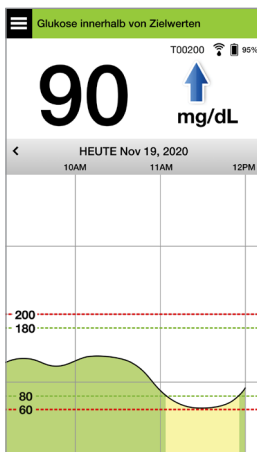 Glukose innerhalb von Zielwerten
T00200 95%
90
mg/dL
HEUTE Nov 19, 2020
10AM 11AM 12PM
200
180
80
60